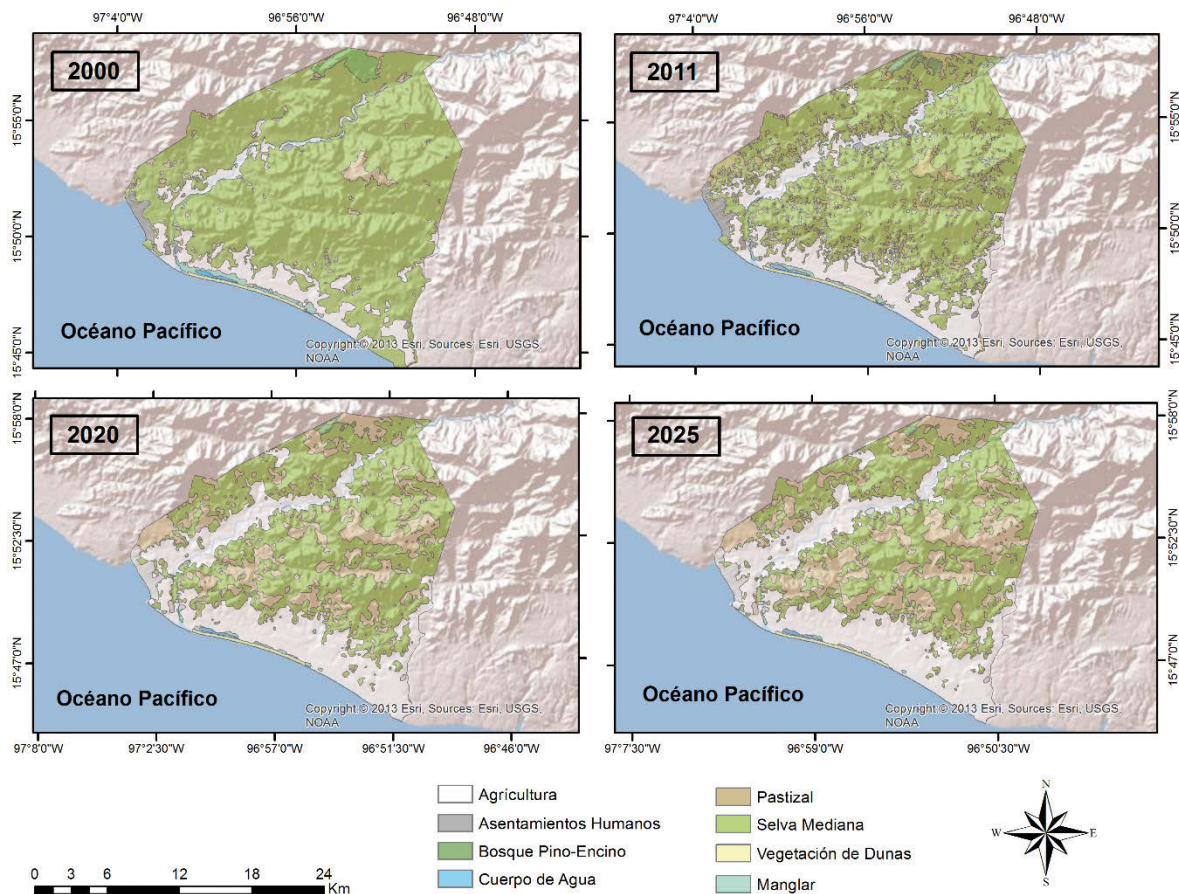 97°4'0"W 96°56'0"W 96°48'0"W
97°4'0"W 96°56'0"W 96°48'0"W
2000
2011
15°55'0"N
15°50'0"N
15°45'0"N
15°55'0"N
15°50'0"N
15°45'0"N
Océano Pacífico
Copyright:© 2013 Esri, Sources: Esri, USGS,
NOAA
Océano Pacífico
Copyright:© 2013 Esri, Sources: Esri, USGS,
NOAA
2020
2025
15°58'0"N
15°52'30"N
15°47'0"N
15°58'0"N
15°52'30"N
15°47'0"N
Océano Pacífico
Copyright:© 2013 Esri, Sources: Esri, USGS,
NOAA
Océano Pacífico
Copyright:© 2013 Esri, Sources: Esri, USGS,
NOAA
97°8'0"W 97°2'30"W 96°57'0"W 96°51'30"W 96°46'0"W
97°7'30"W 96°59'0"W 96°50'30"W
Agricultura
Asentamientos Humanos
Bosque Pino-Encino
Cuerpo de Agua
Pastizal
Selva Mediana
Vegetación de Dunas
Manglar
N
W E
S
0 3 6 12 18 24
Km